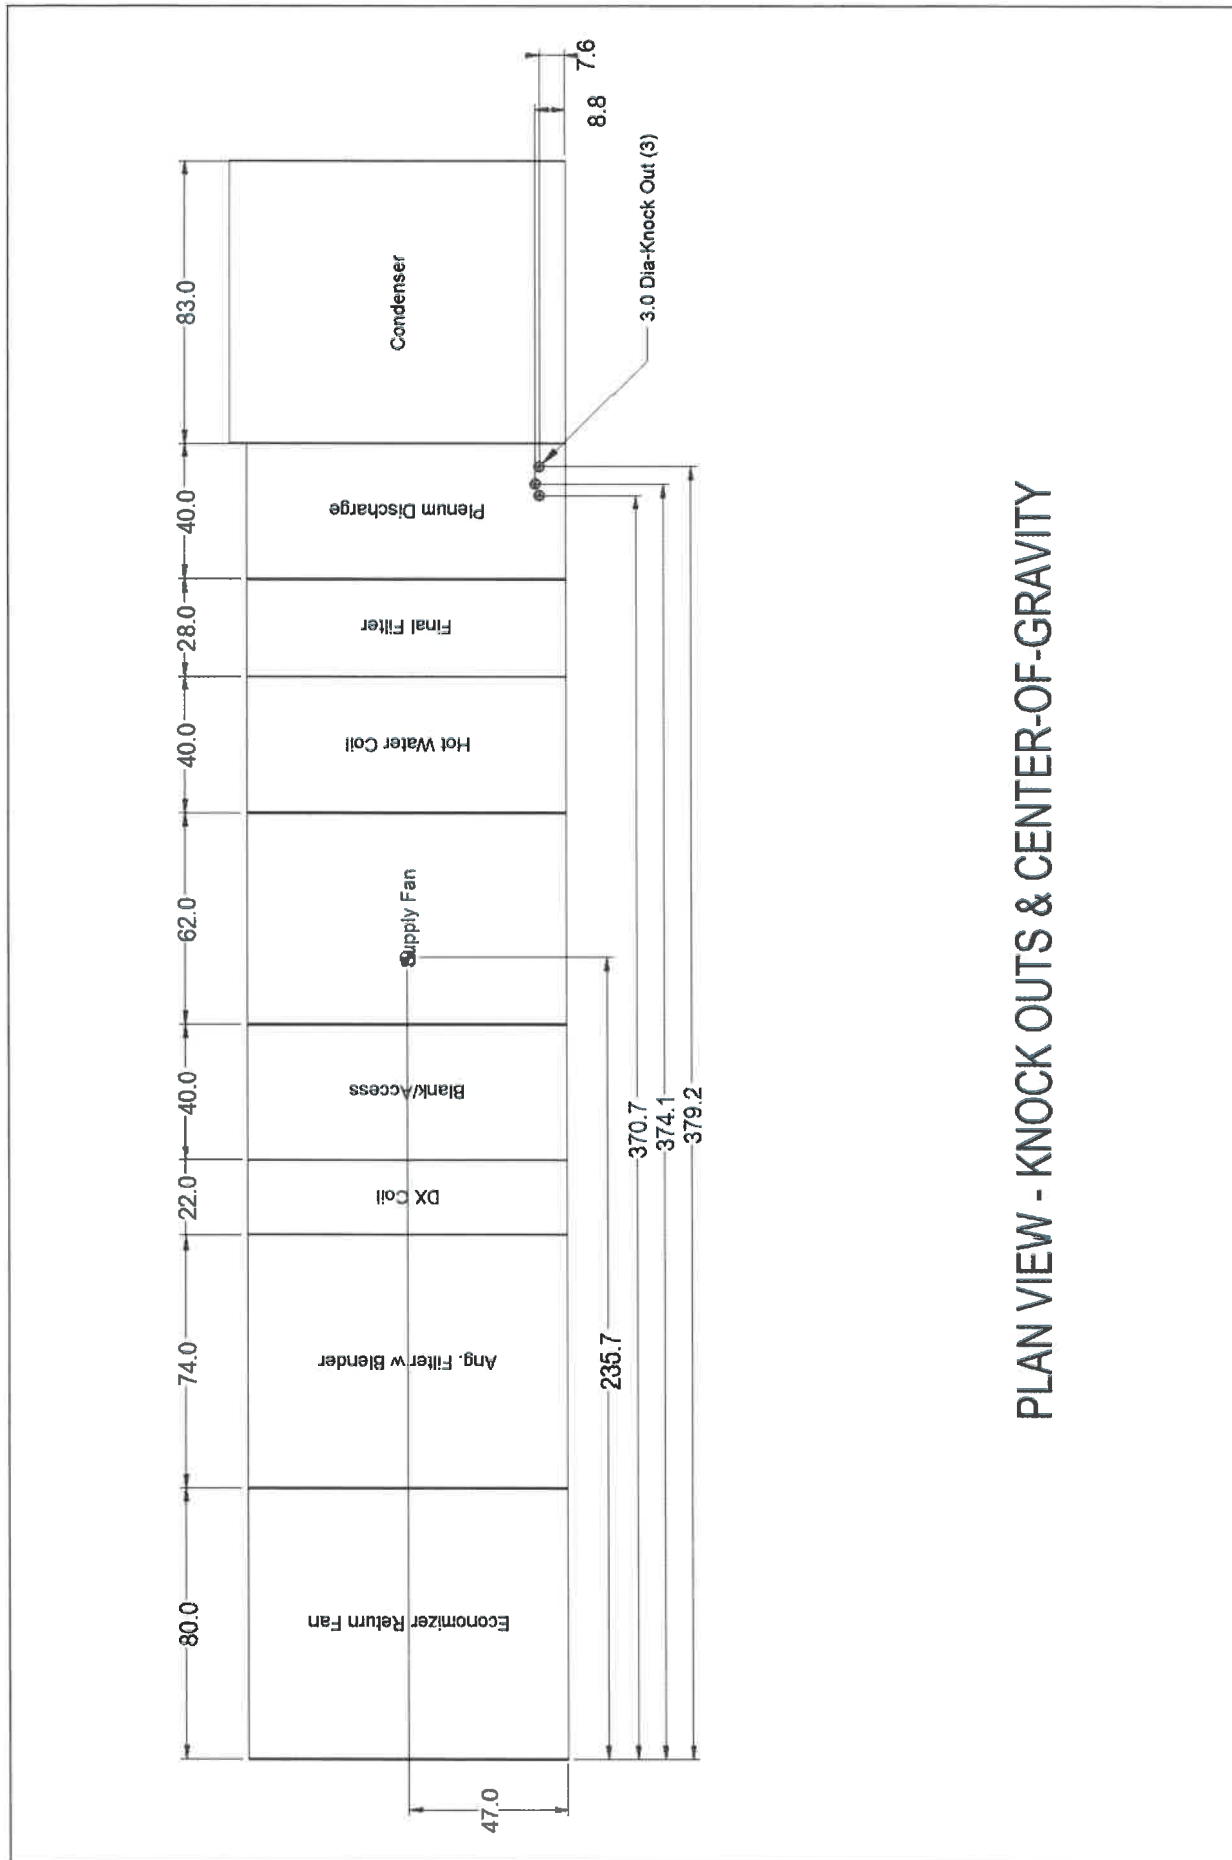 83.0
40.0
28.0
40.0
62.0
40.0
22.0
74.0
80.0
7.6
8.8
3.0 Dia-Knock Out (3)
Condenser
Plenum Discharge
Final Filter
Hot Water Coil
Supply Fan
Blank/Access
DX Coil
Ang. Filter w Blender
Economizer Return Fan
235.7
370.7
374.1
379.2
47.0
PLAN VIEW - KNOCK OUTS & CENTER-OF-GRAVITY